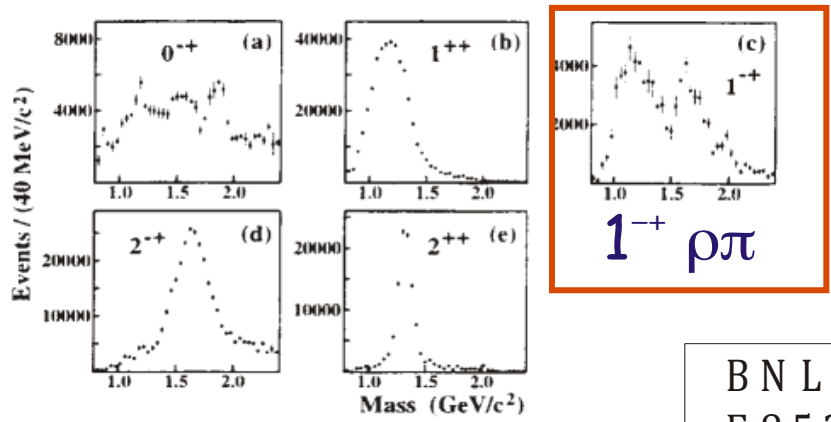 8000
4000
0⁻⁺
(a)
1.0 1.5 2.0
40000
20000
1⁺⁺
(b)
1.0 1.5 2.0
4000
2000
(c)
1⁻⁺
1.0 1.5 2.0
1⁻⁺ ρπ
Events / (40 MeV/c²)
20000
10000
2⁻⁺
(d)
1.0 1.5 2.0
20000
10000
2⁺⁺
(e)
1.0 1.5 2.0
Mass (GeV/c²)
B N L